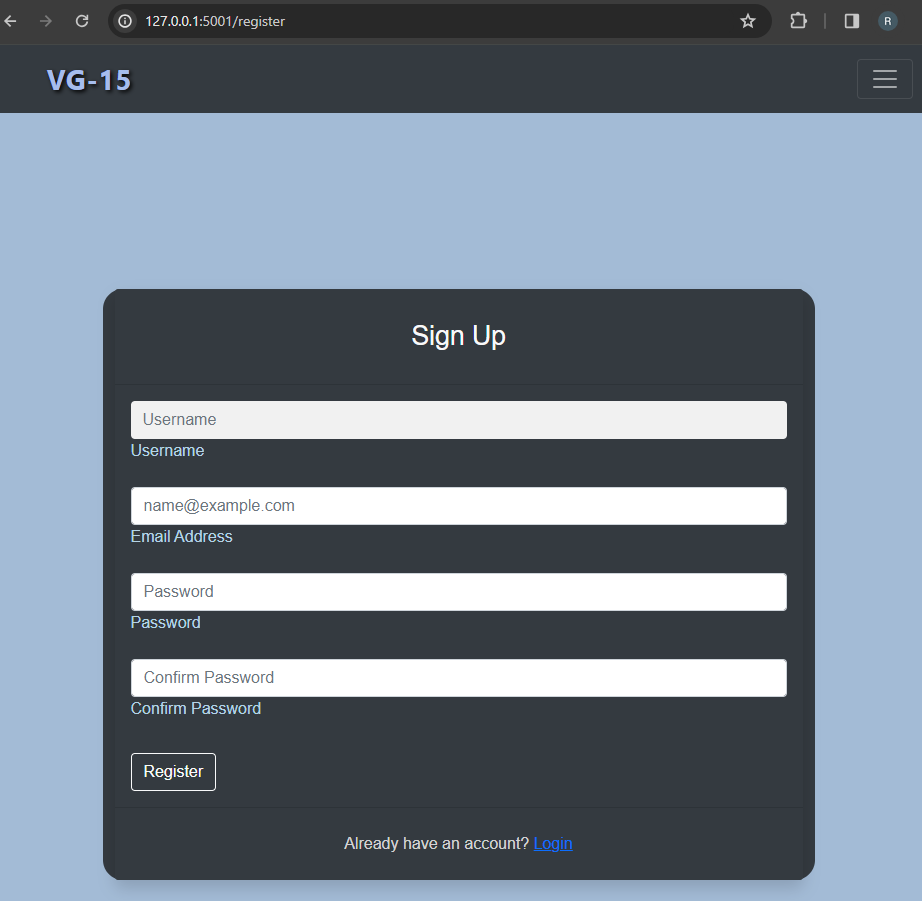 127.0.0.1:5001/register
R
VG-15
Sign Up
Username
Username
name@example.com
Email Address
Password
Password
Confirm Password
Confirm Password
Register
Already have an account? Login